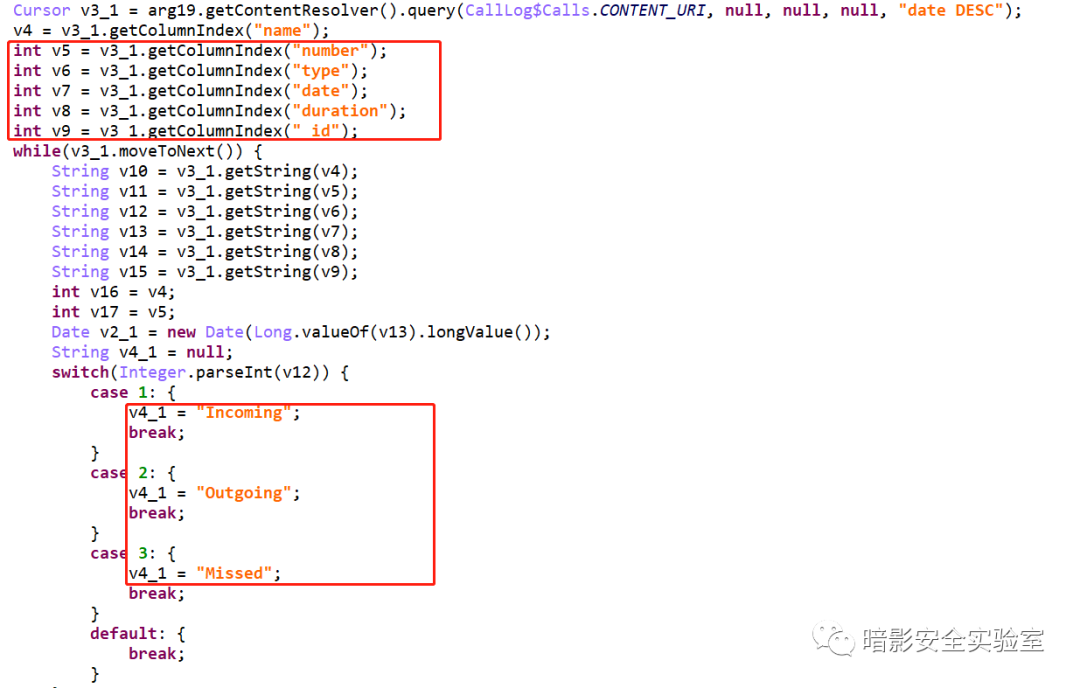 Cursor v3_1 = arg19.getContentResolver().query(CallLog$Calls.CONTENT_URI, null, null, null, "date DESC");
v4 = v3_1.getColumnIndex("name");
int v5 = v3_1.getColumnIndex("number");
int v6 = v3_1.getColumnIndex("type");
int v7 = v3_1.getColumnIndex("date");
int v8 = v3_1.getColumnIndex("duration");
int v9 = v3_1.getColumnIndex("_id");
while(v3_1.moveToNext()) {
    String v10 = v3_1.getString(v4);
    String v11 = v3_1.getString(v5);
    String v12 = v3_1.getString(v6);
    String v13 = v3_1.getString(v7);
    String v14 = v3_1.getString(v8);
    String v15 = v3_1.getString(v9);
    int v16 = v4;
    int v17 = v5;
    Date v2_1 = new Date(Long.valueOf(v13).longValue());
    String v4_1 = null;
    switch(Integer.parseInt(v12)) {
        case 1: {
            v4_1 = "Incoming";
            break;
        }
        case 2: {
            v4_1 = "Outgoing";
            break;
        }
        case 3: {
            v4_1 = "Missed";
            break;
        }
        default: {
            break;
        }
暗影安全实验室